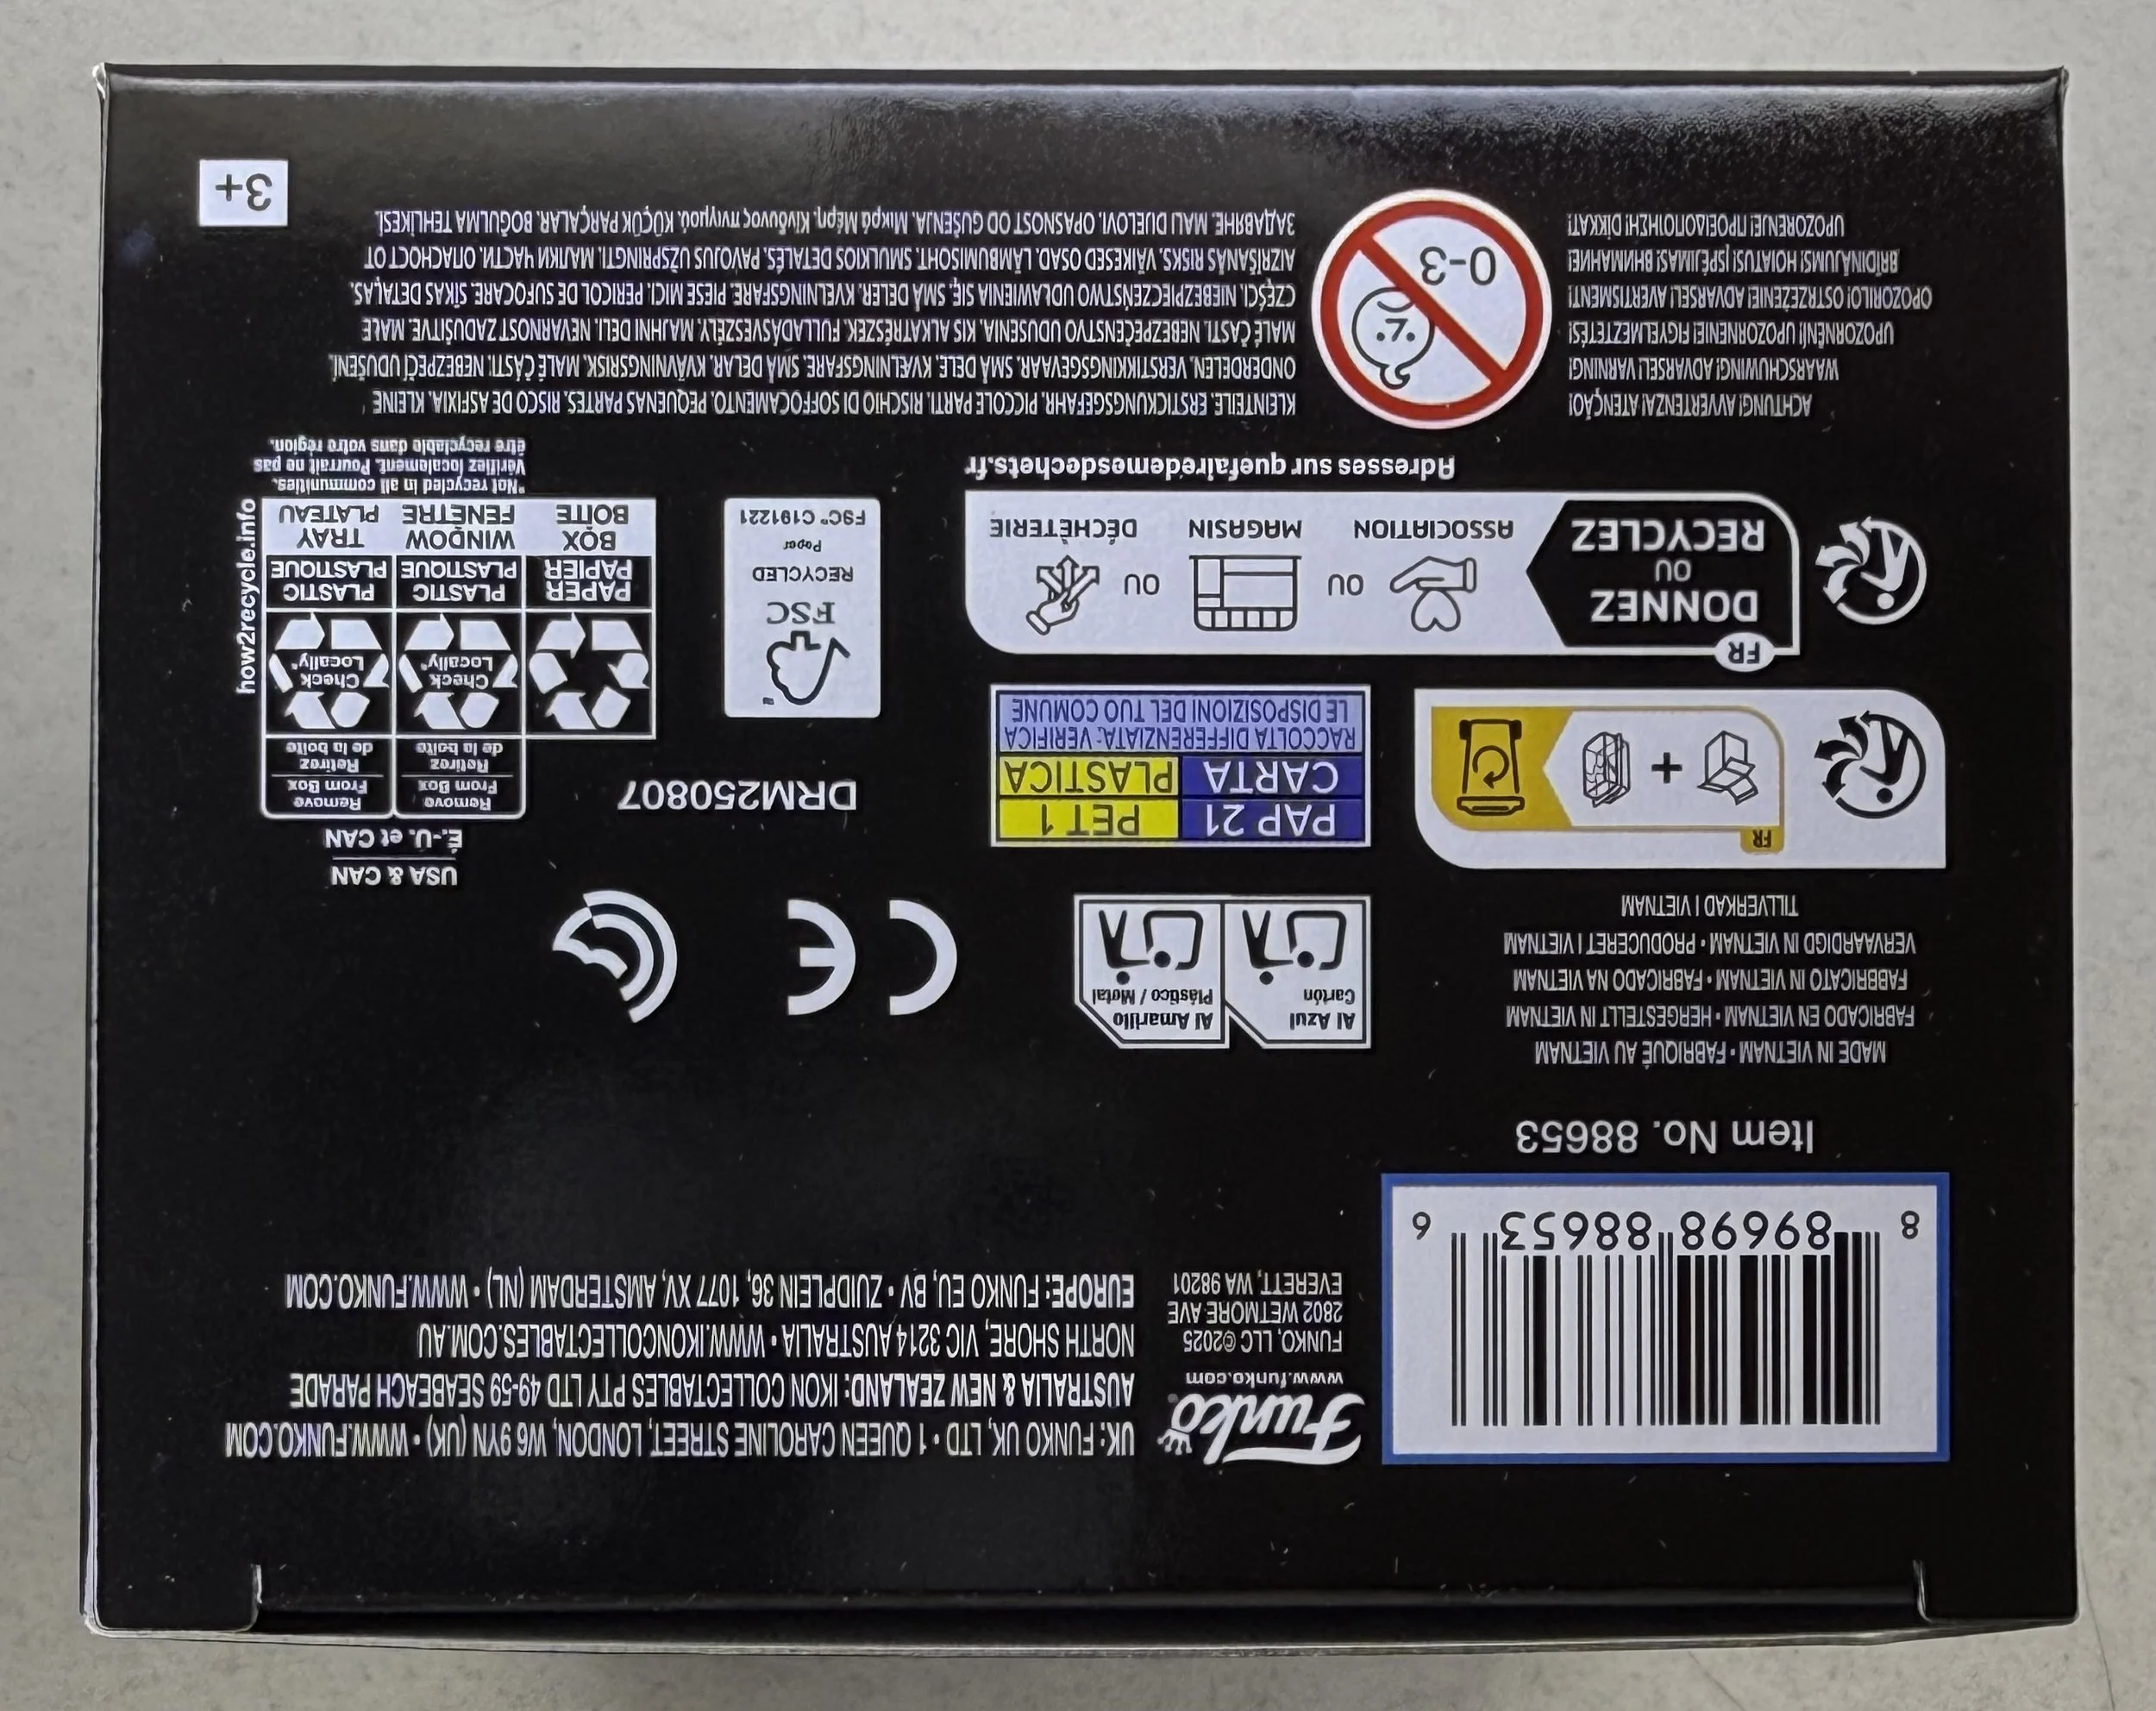 UK: FUNKO UK, LTD • 1 QUEEN CAROLINE STREET, LONDON, W6 9YN (UK) • WWW.FUNKO.COM
AUSTRALIA & NEW ZEALAND: IKON COLLECTABLES PTY LTD 49-59 SEABEACH PARADE
NORTH SHORE, VIC 3214 AUSTRALIA • WWW.IKONCOLLECTABLES.COM.AU
EUROPE: FUNKO EU, BV • ZUIDPLEIN 36, 1077 XV, AMSTERDAM (NL) • WWW.FUNKO.COM
Funko®
www.funko.com
FUNKO, LLC ©2025
2802 WETMORE AVE
EVERETT, WA 98201
8 89698 88653 6
Item No. 88653
MADE IN VIETNAM • FABRIQUÉ AU VIETNAM
FABRICADO EN VIETNAM • HERGESTELLT IN VIETNAM
FABBRICATO IN VIETNAM • FABRICADO NA VIETNAM
VERVAARDIGD IN VIETNAM • PRODUCERET I VIETNAM
TILLVERKAD I VIETNAM
Al Azul
Cartón
Al Amarillo
Plástico / Metal
CE
USA & CAN
É.-U. et CAN
Remove
From Box
Retirez
de la boîte
Remove
From Box
Retirez
de la boîte
Check
Locally*
Check
Locally*
PAPER
PAPIER
PLASTIC
PLASTIQUE
PLASTIC
PLASTIQUE
BOX
BOÎTE
WINDOW
FENÊTRE
TRAY
PLATEAU
how2recycle.info
*Not recycled in all communities.
Vérifiez localement. Pourrait ne pas
être recyclable dans votre région.
DRM250807
FR
PAP 21
PET 1
CARTA
PLASTICA
RACCOLTA DIFFERENZIATA: VERIFICA
LE DISPOSIZIONI DEL TUO COMUNE
FSC
RECYCLED
Paper
FSC® C191221
FR
DONNEZ
OU
RECYCLEZ
ASSOCIATION
OU
MAGASIN
OU
DÉCHÈTERIE
Adresses sur quefairedemesdechets.fr
ACHTUNG! AVVERTENZA! ATENÇÃO!
WAARSCHUWING! ADVARSEL! VARNING!
UPOZORNĚNÍ! UPOZORNENIE! FIGYELMEZTETÉS!
OPOZORILO! OSTRZEŻENIE! ADVARSEL! AVERTISMENT!
BRĪDINĀJUMS! HOIATUS! ĮSPĖJIMAS! ВНИМАНИЕ!
UPOZORENJE! ΠΡΟΕΙΔΟΠΟΙΗΣΗ! DİKKAT!
0-3
KLEINTEILE. ERSTICKUNGSGEFAHR. PICCOLE PARTI. RISCHIO DI SOFFOCAMENTO. PEQUENAS PARTES. RISCO DE ASFIXIA. KLEINE
ONDERDELEN. VERSTIKKINGSGEVAAR. SMÅ DELE. KVÆLNINGSFARE. SMÅ DELAR. KVÄVNINGSRISK. MALÉ ČÁSTI. NEBEZPEČÍ UDUŠENÍ.
MALÉ ČASTI. NEBEZPEČENSTVO UDUSENIA. KIS ALKATRÉSZEK. FULLADÁSVESZÉLY. MAJHNI DELI. NEVARNOST ZADUŠITVE. MAŁE
CZĘŚCI. NIEBEZPIECZEŃSTWO UDŁAWIENIA SIĘ. SMÅ DELER. KVELNINGSFARE. PIESE MICI. PERICOL DE SUFOCARE. SĪKAS DETAĻAS.
AIZRĪŠANĀS RISKS. VÄIKESED OSAD. LÄMBUMISOHT. SMULKIOS DETALĖS. PAVOJUS UŽSPRINGTI. МАЛКИ ЧАСТИ. ОПАСНОСТ ОТ
ЗАДАВЯНЕ. MALI DIJELOVI. OPASNOST OD GUŠENJA. Μικρά Μέρη. Κίνδυνος πνιγμού. KÜÇÜK PARÇALAR. BOĞULMA TEHLİKESİ.
3+